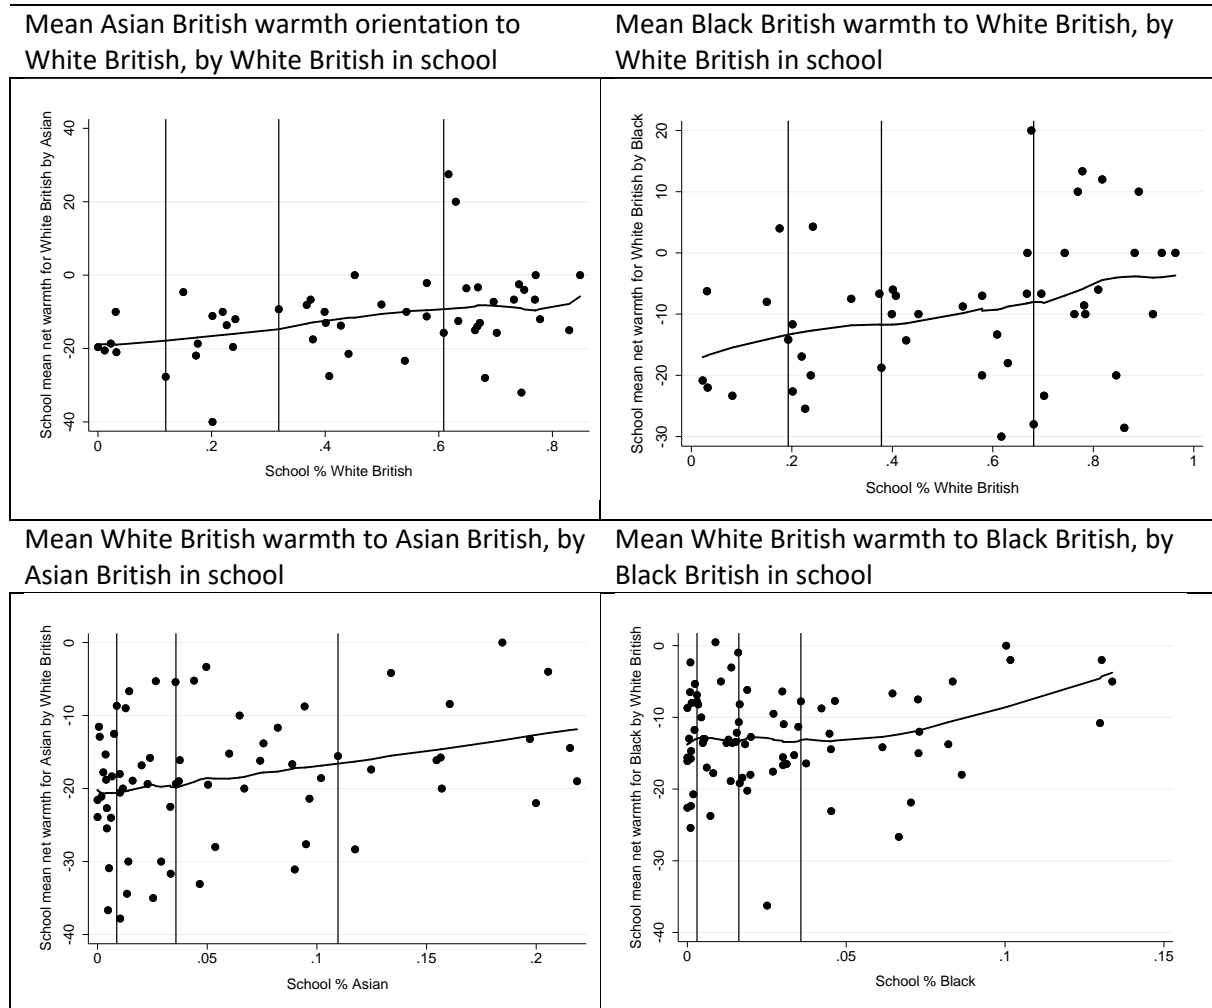 Mean Asian British warmth orientation to
White British, by White British in school
Mean Black British warmth to White British, by
White British in school
School mean net warmth for White British by Asian
40
20
0
-20
-40
0
.2
.4
.6
.8
School % White British
School mean net warmth for White British by Black
20
10
0
-10
-20
-30
0
.2
.4
.6
.8
1
School % White British
Mean White British warmth to Asian British, by
Asian British in school
Mean White British warmth to Black British, by
Black British in school
School mean net warmth for Asian by White British
0
-10
-20
-30
-40
0
.05
.1
.15
.2
School % Asian
School mean net warmth for Black by White British
0
-10
-20
-30
-40
0
.05
.1
.15
School % Black